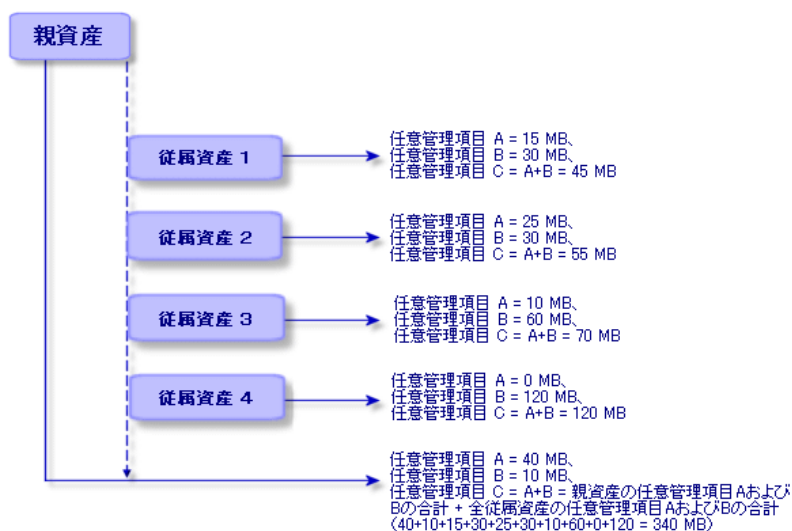 親資産
従属資産 1
任意管理項目 A = 15 MB、
任意管理項目 B = 30 MB、
任意管理項目 C = A+B = 45 MB
従属資産 2
任意管理項目 A = 25 MB、
任意管理項目 B = 30 MB、
任意管理項目 C = A+B = 55 MB
従属資産 3
任意管理項目 A = 10 MB、
任意管理項目 B = 60 MB、
任意管理項目 C = A+B = 70 MB
従属資産 4
任意管理項目 A = 0 MB、
任意管理項目 B = 120 MB、
任意管理項目 C = A+B = 120 MB
任意管理項目 A = 40 MB、
任意管理項目 B = 10 MB、
任意管理項目 C = A+B = 親資産の任意管理項目Aおよび
Bの合計 + 全従属資産の任意管理項目AおよびBの合計
(40+10+15+30+25+30+10+60+0+120 = 340 MB)